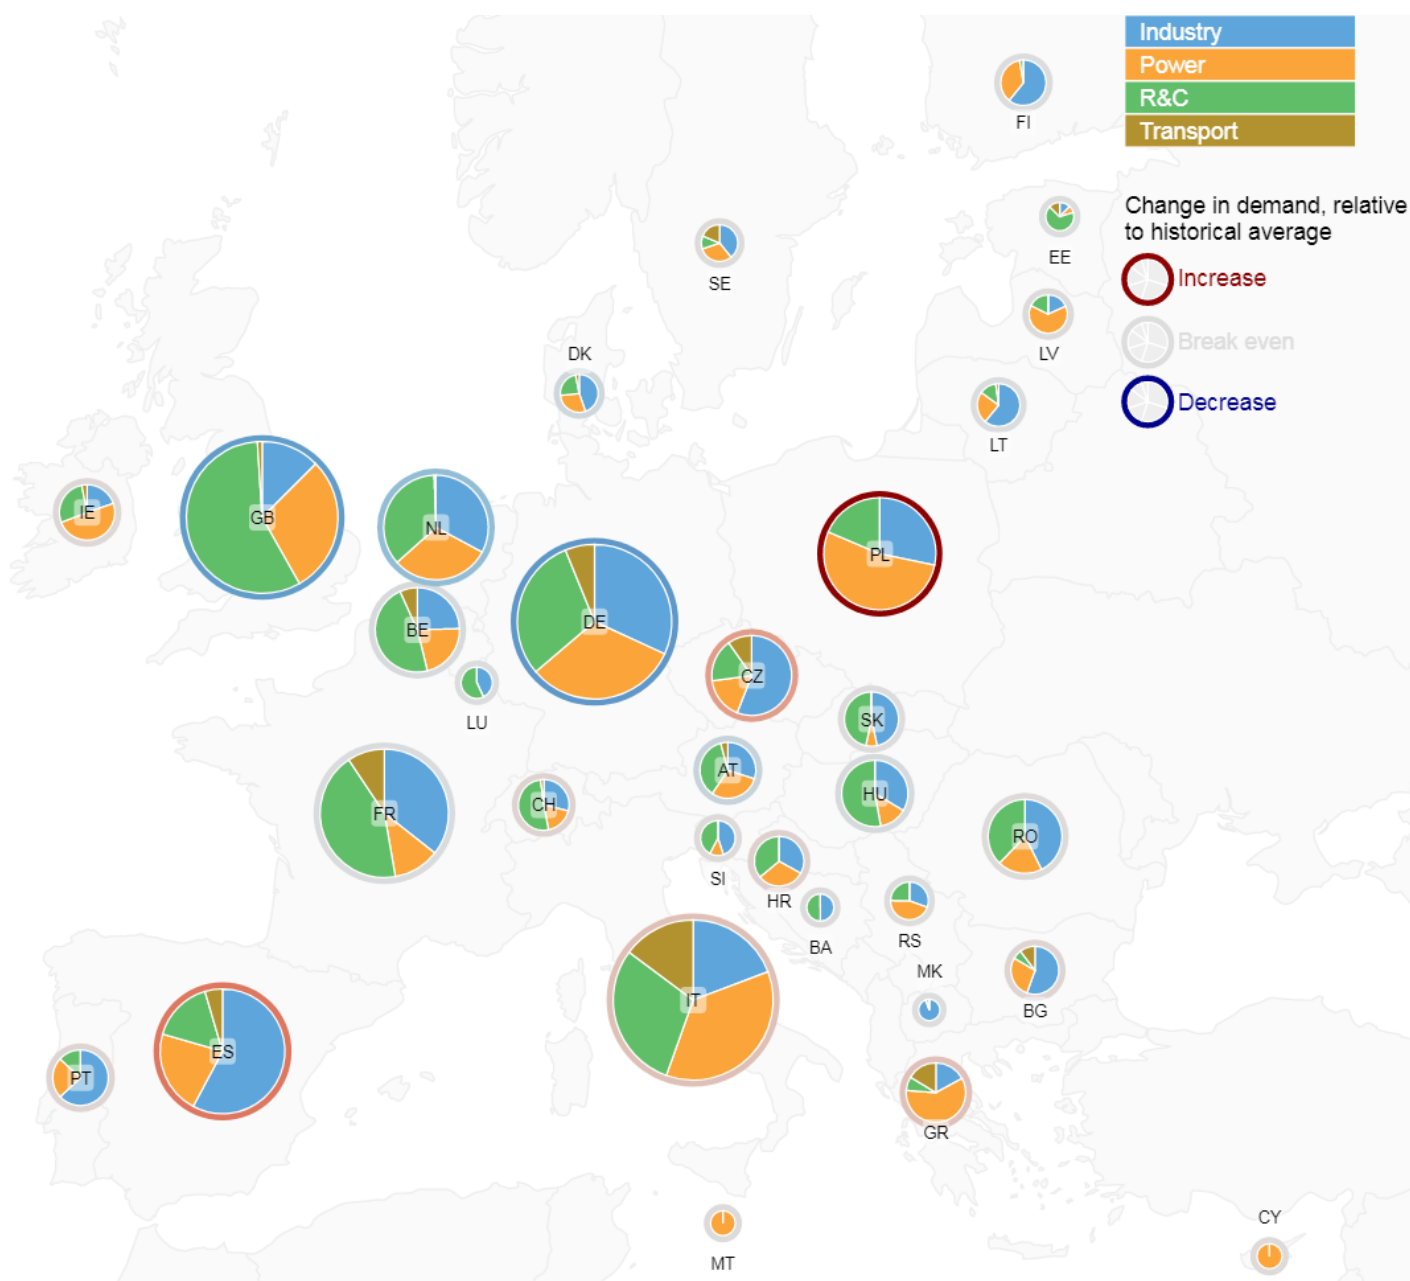 Industry
Power
R&C
Transport
Change in demand, relative
to historical average
Increase
Break even
Decrease
FI
EE
SE
LV
DK
LT
IE
GB
NL
PL
BE
DE
CZ
LU
SK
AT
HU
FR
CH
RO
SI
HR
BA
RS
MK
BG
IT
ES
PT
GR
CY
MT